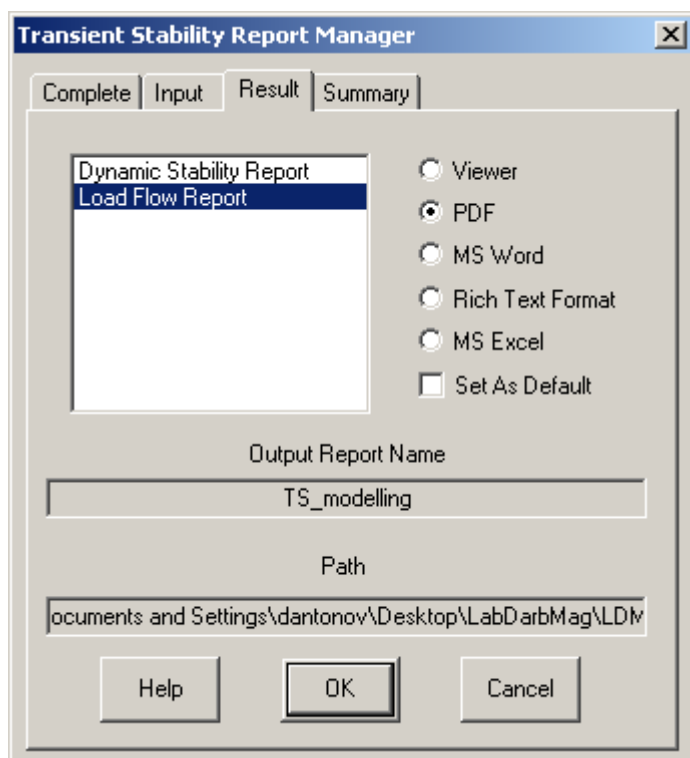 Transient Stability Report Manager
Complete Input Result Summary
Dynamic Stability Report
Load Flow Report
Viewer
PDF
MS Word
Rich Text Format
MS Excel
Set As Default
Output Report Name
TS_modelling
Path
ocuments and Settings\dantonov\Desktop\LabDarbMag\LDM
Help OK Cancel